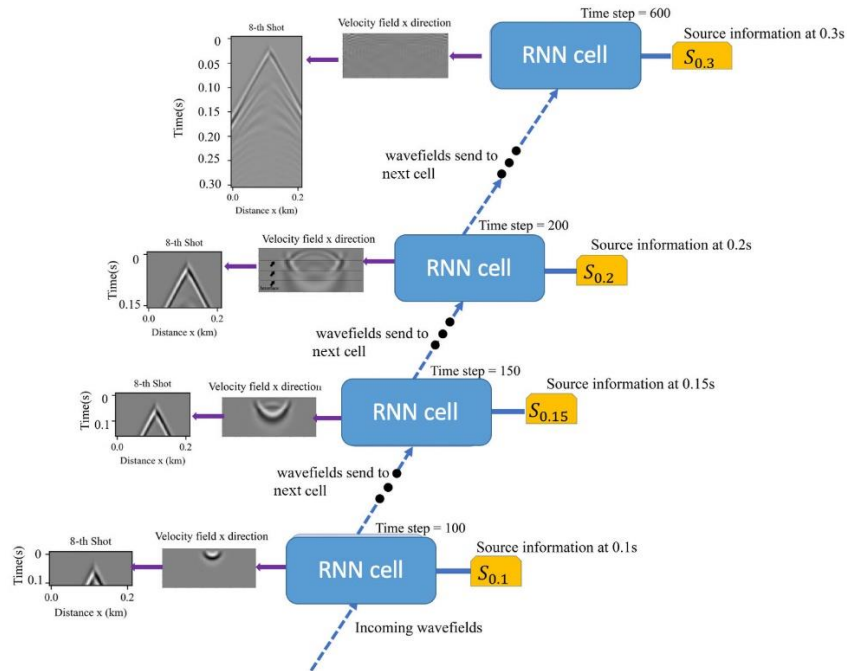 Time step = 600
Source information at 0.3s
RNN cell
S0.3
8-th Shot
Velocity field x direction
Time(s)
0
0.05
0.10
0.15
0.20
0.25
0.30
0.0
0.2
Distance x (km)
wavefields send to
next cell
Time step = 200
Source information at 0.2s
RNN cell
S0.2
8-th Shot
Velocity field x direction
Time(s)
0
0.15
0.0
0.2
Distance x (km)
wavefields send to
next cell
Time step = 150
Source information at 0.15s
RNN cell
S0.15
8-th Shot
Velocity field x direction
Time(s)
0
0.1
0.0
0.2
Distance x (km)
wavefields send to
next cell
Time step = 100
Source information at 0.1s
RNN cell
S0.1
8-th Shot
Velocity field x direction
Time(s)
0
0.1
0.0
0.2
Distance x (km)
Incoming wavefields